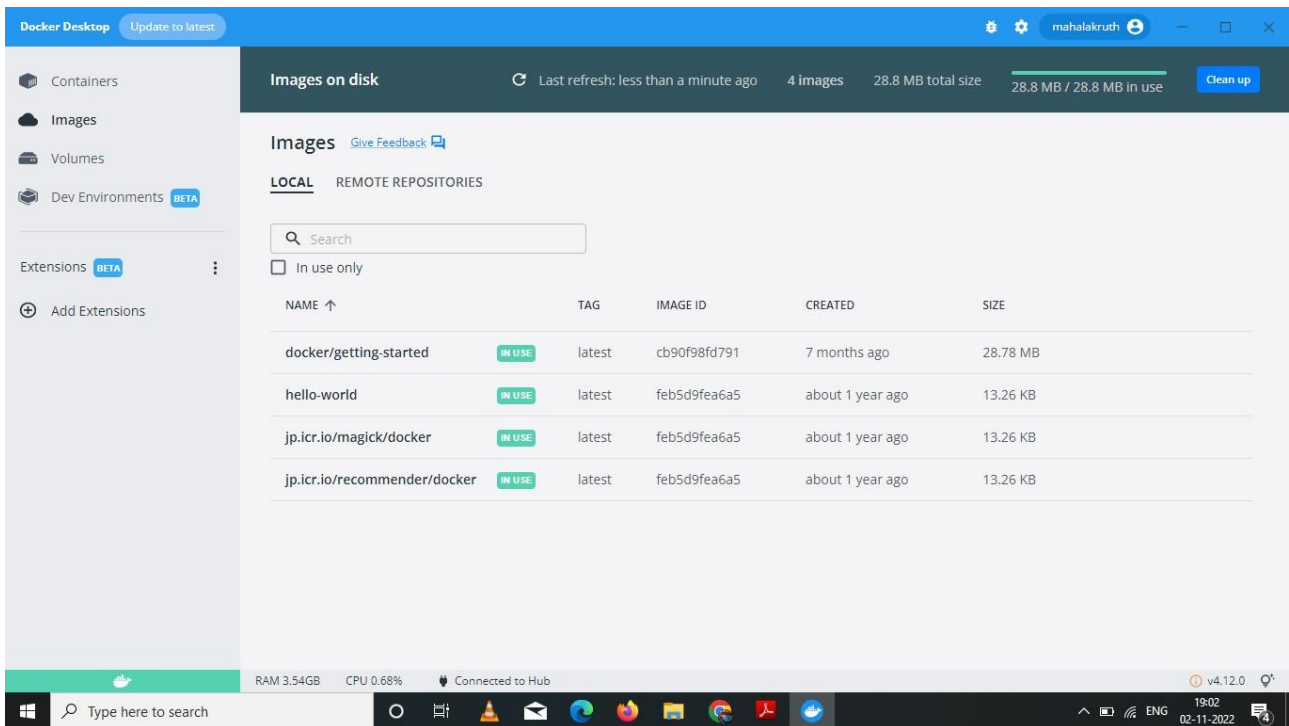 Docker Desktop Update to latest mahalakruth
Containers
Images
Volumes
Dev Environments BETA
Extensions BETA
Add Extensions
Images on disk Last refresh: less than a minute ago 4 images 28.8 MB total size 28.8 MB / 28.8 MB in use Clean up
Images Give Feedback
LOCAL REMOTE REPOSITORIES
Search
In use only
NAME TAG IMAGE ID CREATED SIZE
docker/getting-started IN USE latest cb90f98fd791 7 months ago 28.78 MB
hello-world IN USE latest feb5d9fea6a5 about 1 year ago 13.26 KB
jp.icr.io/magick/docker IN USE latest feb5d9fea6a5 about 1 year ago 13.26 KB
jp.icr.io/recommender/docker IN USE latest feb5d9fea6a5 about 1 year ago 13.26 KB
RAM 3.54GB CPU 0.68% Connected to Hub v4.12.0
Type here to search ENG 19:02
02-11-2022 4